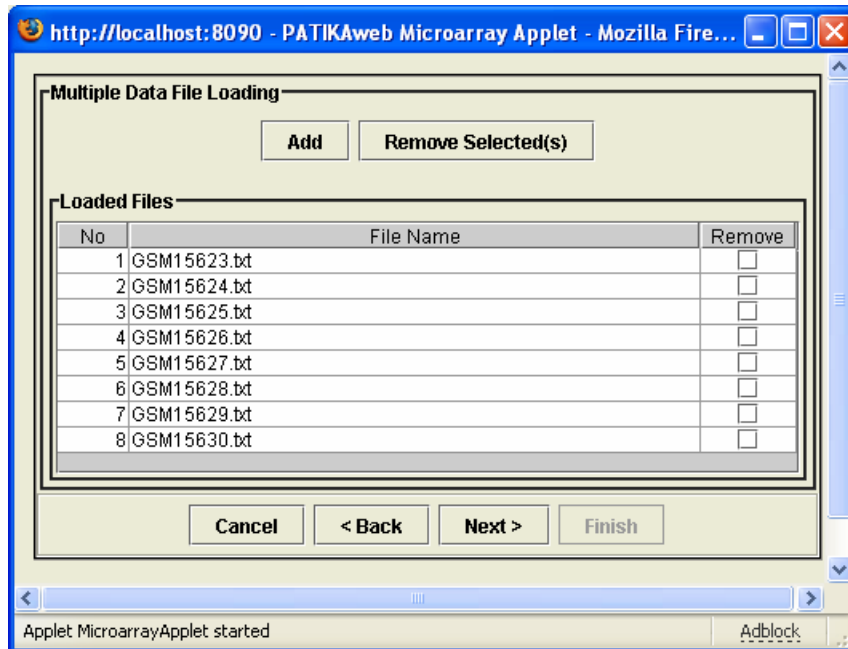 http://localhost:8090 - PATIKAweb Microarray Applet - Mozilla Fire...
Multiple Data File Loading
Add Remove Selected(s)
Loaded Files
No File Name Remove
1 GSM15623.txt
2 GSM15624.txt
3 GSM15625.txt
4 GSM15626.txt
5 GSM15627.txt
6 GSM15628.txt
7 GSM15629.txt
8 GSM15630.txt
Cancel < Back Next > Finish
Applet MicroarrayApplet started Adblock